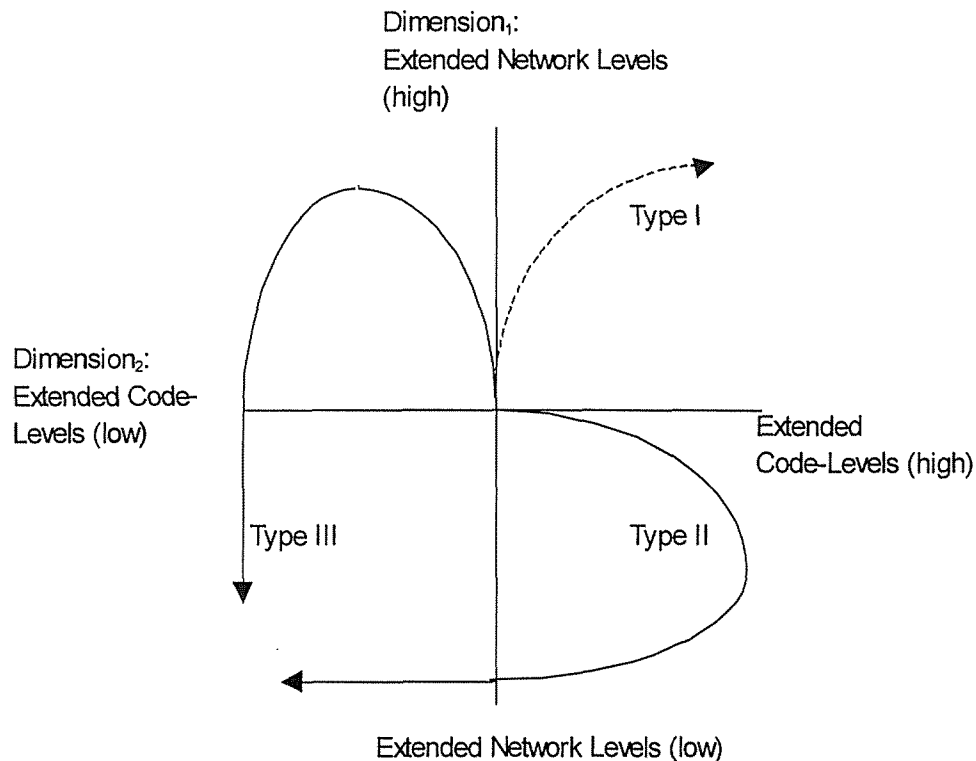 Dimension₁:
Extended Network Levels
(high)
Type I
Dimension₂:
Extended Code-
Levels (low)
Extended
Code-Levels (high)
Type III
Type II
Extended Network Levels (low)